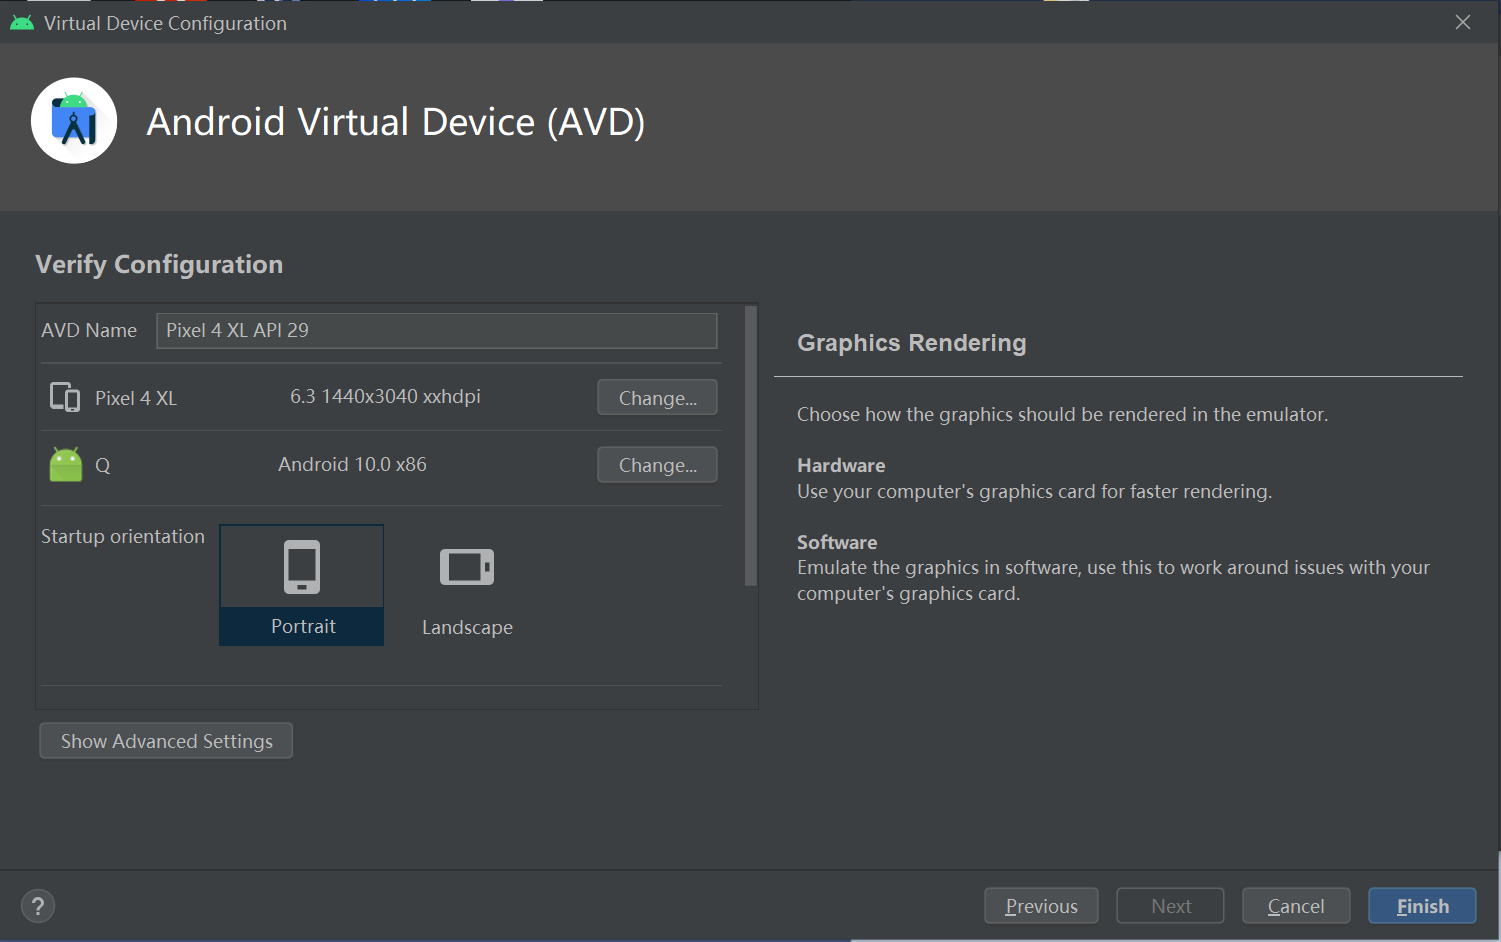 Virtual Device Configuration
Android Virtual Device (AVD)
Verify Configuration
AVD Name Pixel 4 XL API 29
Pixel 4 XL 6.3 1440x3040 xxhdpi Change...
Q Android 10.0 x86 Change...
Startup orientation
Portrait
Landscape
Show Advanced Settings
Graphics Rendering
Choose how the graphics should be rendered in the emulator.
Hardware
Use your computer's graphics card for faster rendering.
Software
Emulate the graphics in software, use this to work around issues with your
computer's graphics card.
? Previous Next Cancel Finish